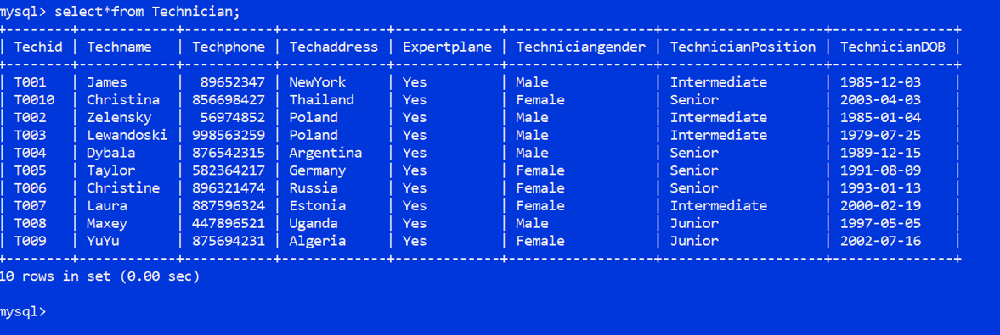 mysql> select*from Technician;
+--------+------------+-----------+-------------+-------------+------------------+--------------------+---------------+
| Techid | Techname   | Techphone | Techaddress | Expertplane | Techniciangender | TechnicianPosition | TechnicianDOB |
+--------+------------+-----------+-------------+-------------+------------------+--------------------+---------------+
| T001   | James      |  89652347 | NewYork     | Yes         | Male             | Intermediate       | 1985-12-03    |
| T0010  | Christina  | 856698427 | Thailand    | Yes         | Female           | Senior             | 2003-04-03    |
| T002   | Zelensky   |  56974852 | Poland      | Yes         | Male             | Intermediate       | 1985-01-04    |
| T003   | Lewandoski | 998563259 | Poland      | Yes         | Male             | Intermediate       | 1979-07-25    |
| T004   | Dybala     | 876542315 | Argentina   | Yes         | Male             | Senior             | 1989-12-15    |
| T005   | Taylor     | 582364217 | Germany     | Yes         | Female           | Senior             | 1991-08-09    |
| T006   | Christine  | 896321474 | Russia      | Yes         | Female           | Senior             | 1993-01-13    |
| T007   | Laura      | 887596324 | Estonia     | Yes         | Female           | Intermediate       | 2000-02-19    |
| T008   | Maxey      | 447896521 | Uganda      | Yes         | Male             | Junior             | 1997-05-05    |
| T009   | YuYu       | 875694231 | Algeria     | Yes         | Female           | Junior             | 2002-07-16    |
+--------+------------+-----------+-------------+-------------+------------------+--------------------+---------------+
10 rows in set (0.00 sec)
mysql>